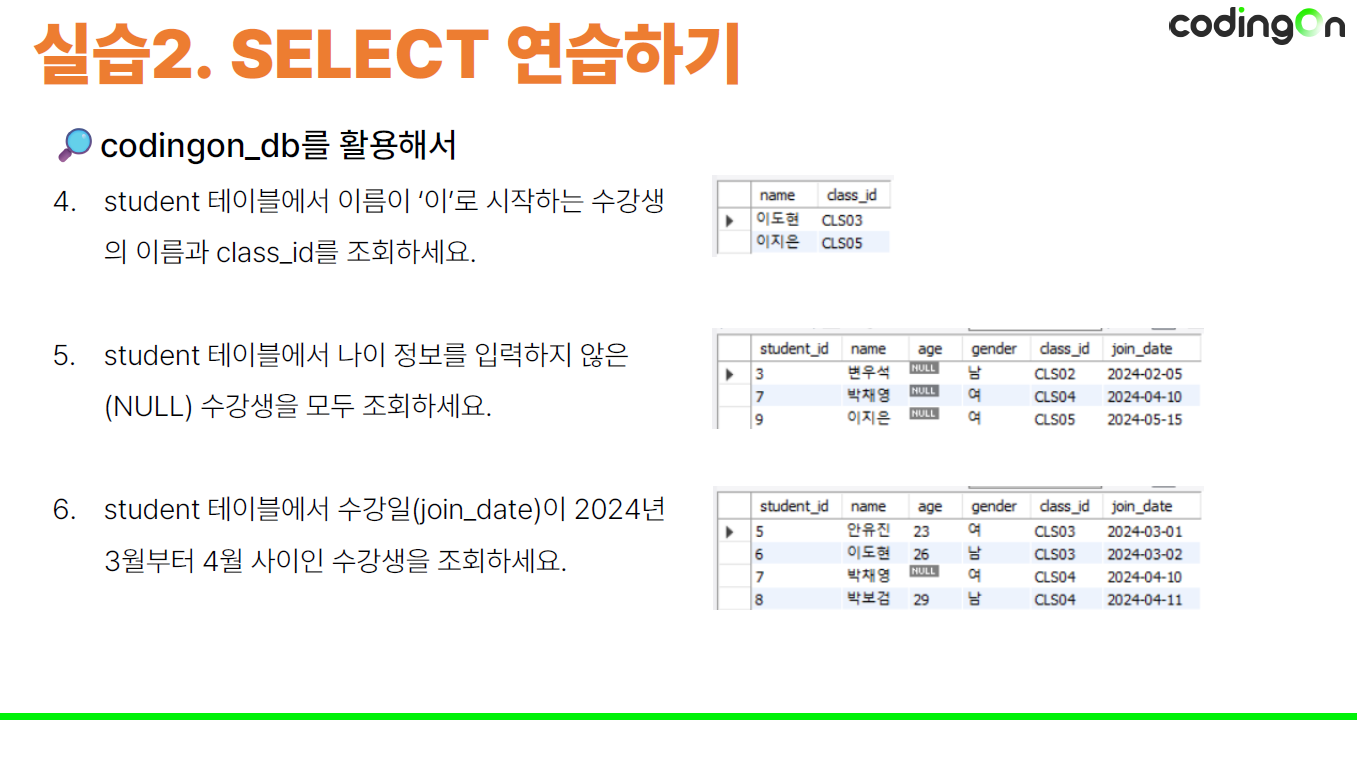 codingOn
실습2. SELECT 연습하기
codingon_db를 활용해서
4. student 테이블에서 이름이 ‘이’로 시작하는 수강생
의 이름과 class_id를 조회하세요.
name class_id
이도현 CLS03
이지은 CLS05
5. student 테이블에서 나이 정보를 입력하지 않은
(NULL) 수강생을 모두 조회하세요.
student_id name age gender class_id join_date
3 변우석 NULL 남 CLS02 2024-02-05
7 박채영 NULL 여 CLS04 2024-04-10
9 이지은 NULL 여 CLS05 2024-05-15
6. student 테이블에서 수강일(join_date)이 2024년
3월부터 4월 사이인 수강생을 조회하세요.
student_id name age gender class_id join_date
5 안유진 23 여 CLS03 2024-03-01
6 이도현 26 남 CLS03 2024-03-02
7 박채영 NULL 여 CLS04 2024-04-10
8 박보검 29 남 CLS04 2024-04-11